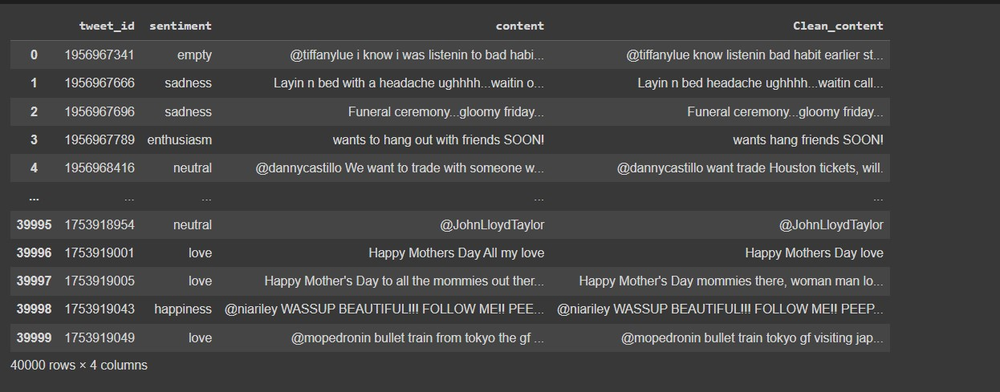 tweet_id sentiment content Clean_content
0 1956967341 empty @tiffanylue i know i was listenin to bad habi... @tiffanylue know listenin bad habit earlier st...
1 1956967666 sadness Layin n bed with a headache ughhhh...waitin o... Layin n bed headache ughhhh...waitin call...
2 1956967696 sadness Funeral ceremony...gloomy friday... Funeral ceremony...gloomy friday...
3 1956967789 enthusiasm wants to hang out with friends SOON! wants hang friends SOON!
4 1956968416 neutral @dannycastillo We want to trade with someone w... @dannycastillo want trade Houston tickets, will.
... ... ... ... ...
39995 1753918954 neutral @JohnLloydTaylor @JohnLloydTaylor
39996 1753919001 love Happy Mothers Day All my love Happy Mothers Day love
39997 1753919005 love Happy Mother's Day to all the mommies out ther... Happy Mother's Day mommies there, woman man lo...
39998 1753919043 happiness @niariley WASSUP BEAUTIFUL!!! FOLLOW ME!! PEE... @niariley WASSUP BEAUTIFUL!!! FOLLOW ME!! PEEP...
39999 1753919049 love @mopedronin bullet train from tokyo the gf ... @mopedronin bullet train tokyo gf visiting jap...
40000 rows × 4 columns